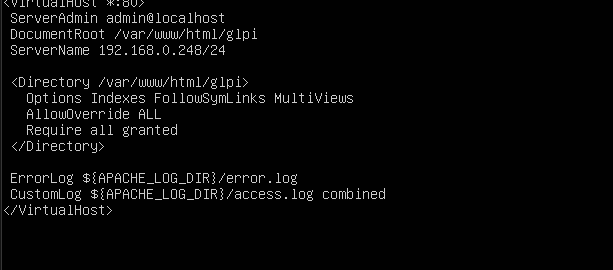 <VirtualHost *:80>
ServerAdmin admin@localhost
DocumentRoot /var/www/html/glpi
ServerName 192.168.0.248/24
<Directory /var/www/html/glpi>
Options Indexes FollowSymLinks MultiViews
AllowOverride ALL
Require all granted
</Directory>
ErrorLog ${APACHE_LOG_DIR}/error.log
CustomLog ${APACHE_LOG_DIR}/access.log combined
</VirtualHost>